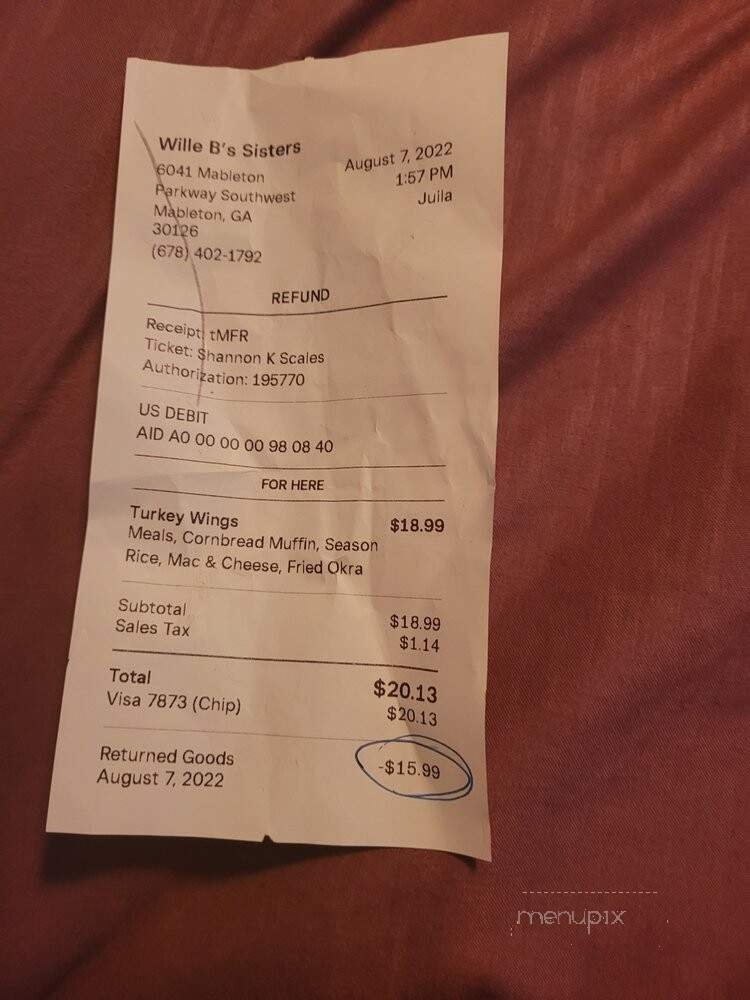 Wille B's Sisters
6041 Mableton
Parkway Southwest
Mableton, GA
30126
(678) 402-1792
August 7, 2022
1:57 PM
Juila
REFUND
Receipt: tMFR
Ticket: Shannon K Scales
Authorization: 195770
US DEBIT
AID A0 00 00 00 98 08 40
FOR HERE
Turkey Wings $18.99
Meals, Cornbread Muffin, Season
Rice, Mac & Cheese, Fried Okra
Subtotal $18.99
Sales Tax $1.14
Total $20.13
Visa 7873 (Chip) $20.13
Returned Goods -$15.99
August 7, 2022
menupix